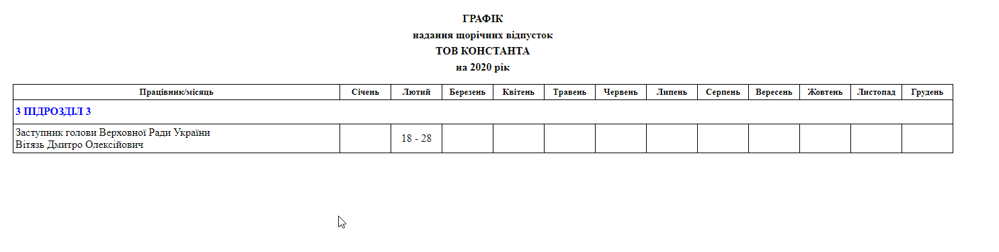 ГРАФІК
надання щорічних відпусток
ТОВ КОНСТАНТА
на 2020 рік
Працівник/місяць Січень Лютий Березень Квітень Травень Червень Липень Серпень Вересень Жовтень Листопад Грудень
3 ПІДРОЗДІЛ 3
Заступник голови Верховної Ради України
Вітязь Дмитро Олексійович
18 - 28